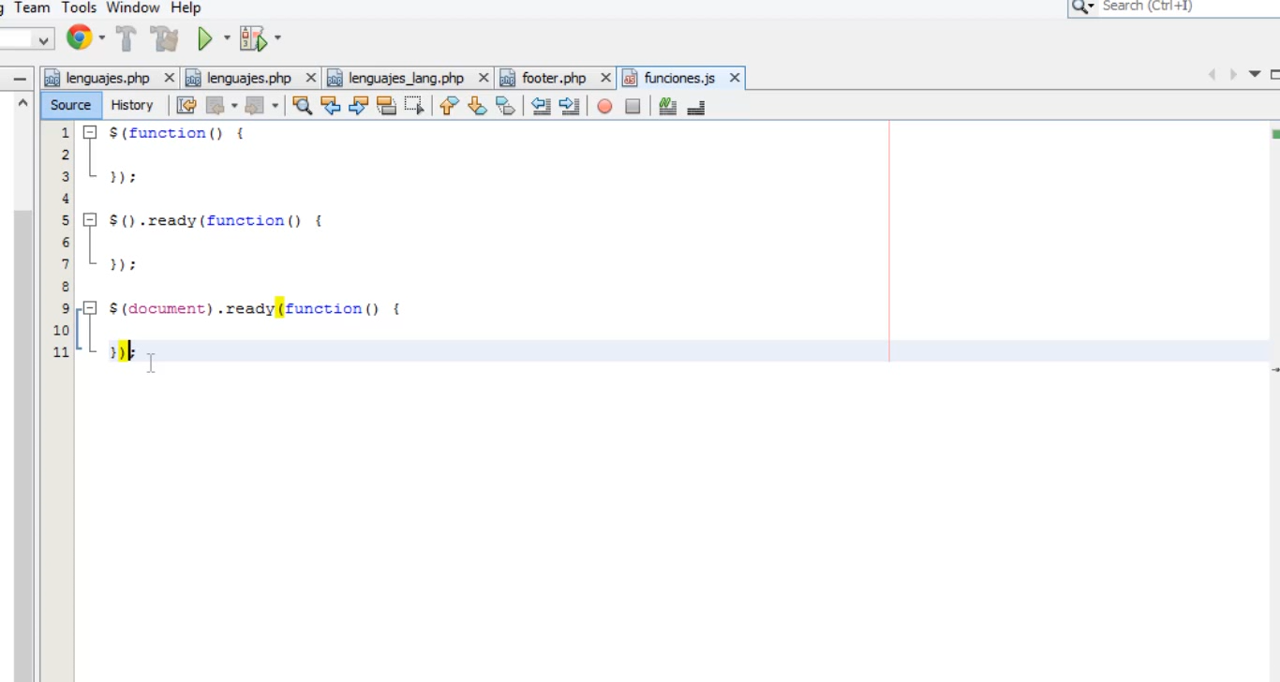 Team Tools Window Help
Search (Ctrl+I)
lenguajes.php lenguajes.php lenguajes_lang.php footer.php funciones.js
Source History
1 $(function() {
2
3 });
4
5 $().ready(function() {
6
7 });
8
9 $(document).ready(function() {
10
11 });